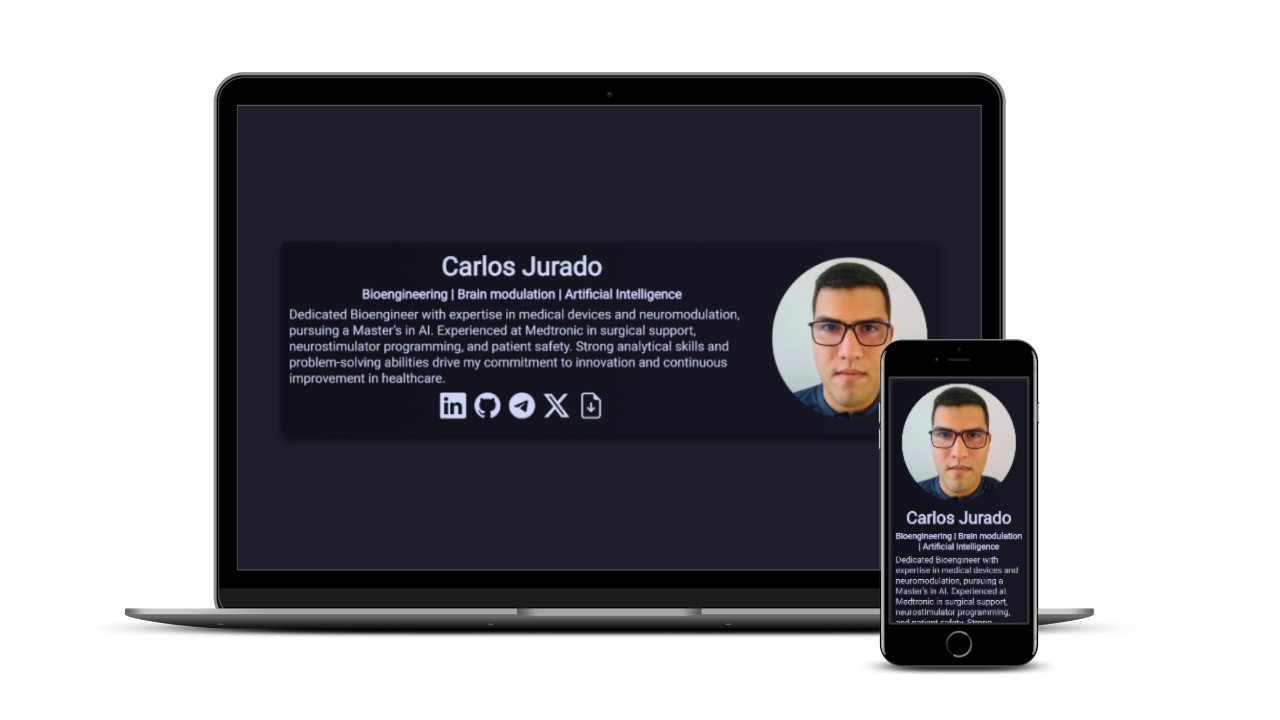 Carlos Jurado
Bioengineering | Brain modulation | Artificial Intelligence
Dedicated Bioengineer with expertise in medical devices and neuromodulation,
pursuing a Master's in AI. Experienced at Medtronic in surgical support,
neurostimulator programming, and patient safety. Strong analytical skills and
problem-solving abilities drive my commitment to innovation and continuous
improvement in healthcare.
in
Carlos Jurado
Bioengineering | Brain modulation
| Artificial Intelligence
Dedicated Bioengineer with
expertise in medical devices and
neuromodulation, pursuing a
Master's in AI. Experienced at
Medtronic in surgical support,
neurostimulator programming,
and patient safety. Strong